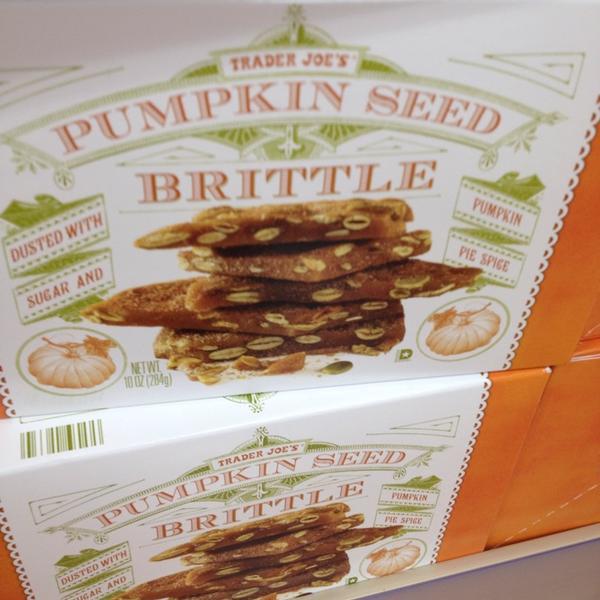 TRADER JOE'S
PUMPKIN SEED
BRITTLE
DUSTED WITH
SUGAR AND
PUMPKIN
PIE SPICE
NET WT.
10 OZ (284g)
TRADER JOE'S
PUMPKIN SEED
BRITTLE
DUSTED WITH
SUGAR AND
PUMPKIN
PIE SPICE